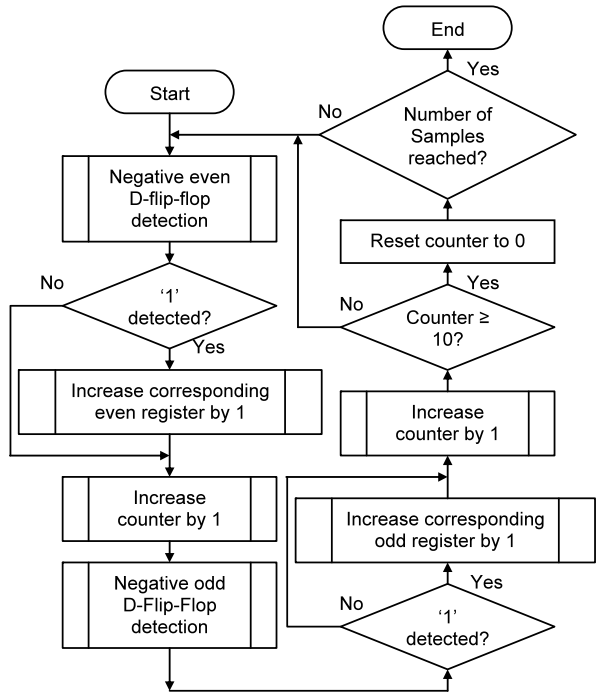 Start
Negative even
D-flip-flop
detection
‘1’
detected?
No
Yes
Increase corresponding
even register by 1
Increase
counter by 1
Negative odd
D-Flip-Flop
detection
‘1’
detected?
No
Yes
Increase corresponding
odd register by 1
Increase
counter by 1
Counter ≥
10?
No
Yes
Reset counter to 0
Number of
Samples
reached?
No
Yes
End